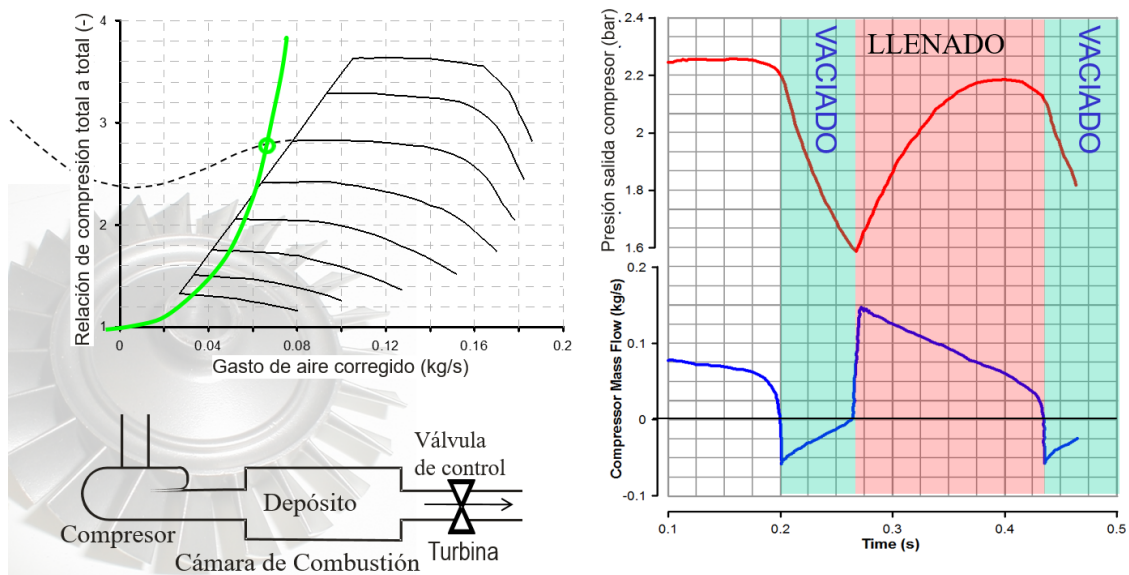 Relación de compresión total a total (-)
4
3
2
1
0
0.04
0.08
0.12
0.16
0.2
Gasto de aire corregido (kg/s)
Compresor
Depósito
Cámara de Combustión
Válvula
de control
Turbina
Presión salida compresor (bar)
2.4
2.2
2
1.8
1.6
VACIADO
LLENADO
VACIADO
Compressor Mass Flow (kg/s)
0.2
0.1
0
-0.1
0.1
0.2
0.3
0.4
0.5
Time (s)